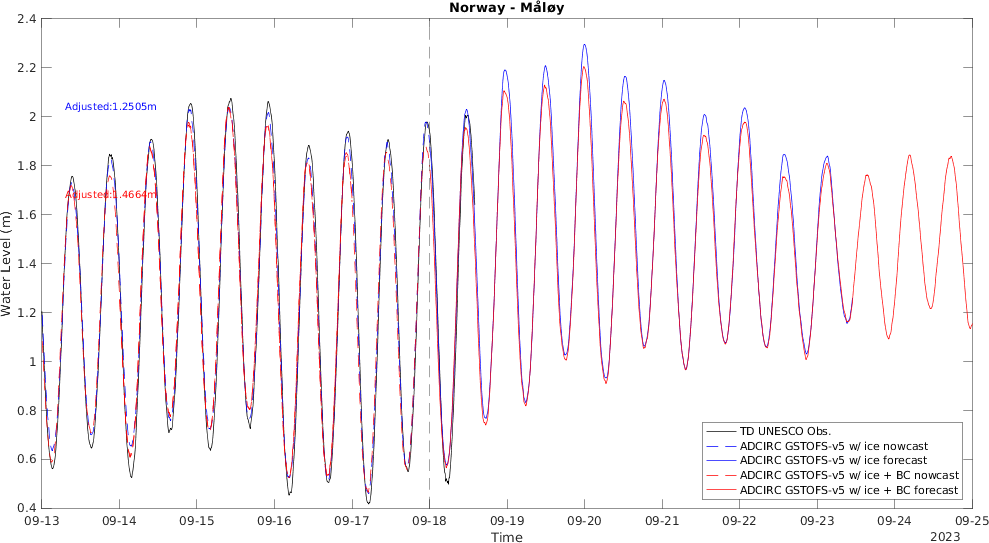 Norway - Måløy
2.4
2.2
2
1.8
1.6
1.4
1.2
1
0.8
0.6
0.4
Water Level (m)
Adjusted:1.2505m
Adjusted:1.4664m
TD UNESCO Obs.
ADCIRC GSTOFS-v5 w/ ice nowcast
ADCIRC GSTOFS-v5 w/ ice forecast
ADCIRC GSTOFS-v5 w/ ice + BC nowcast
ADCIRC GSTOFS-v5 w/ ice + BC forecast
09-13 09-14 09-15 09-16 09-17 09-18 09-19 09-20 09-21 09-22 09-23 09-24 09-25
Time
2023